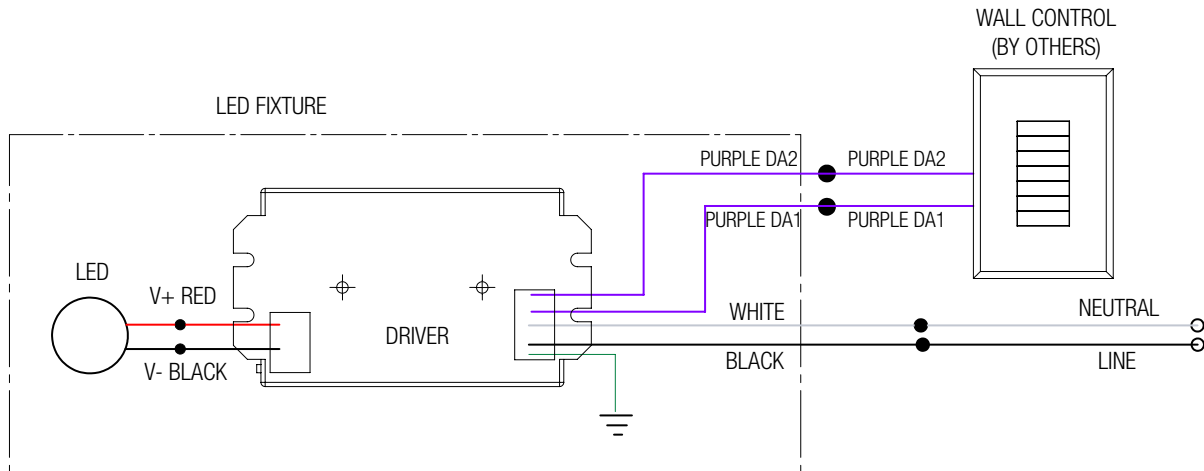 WALL CONTROL
(BY OTHERS)
LED FIXTURE
PURPLE DA2
PURPLE DA2
PURPLE DA1
PURPLE DA1
LED
V+ RED
V- BLACK
DRIVER
WHITE
NEUTRAL
BLACK
LINE